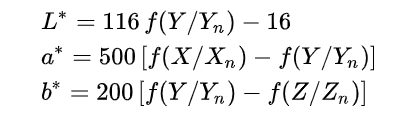 L* = 116 f(Y/Yₙ) − 16
a* = 500 [f(X/Xₙ) − f(Y/Yₙ)]
b* = 200 [f(Y/Yₙ) − f(Z/Zₙ)]